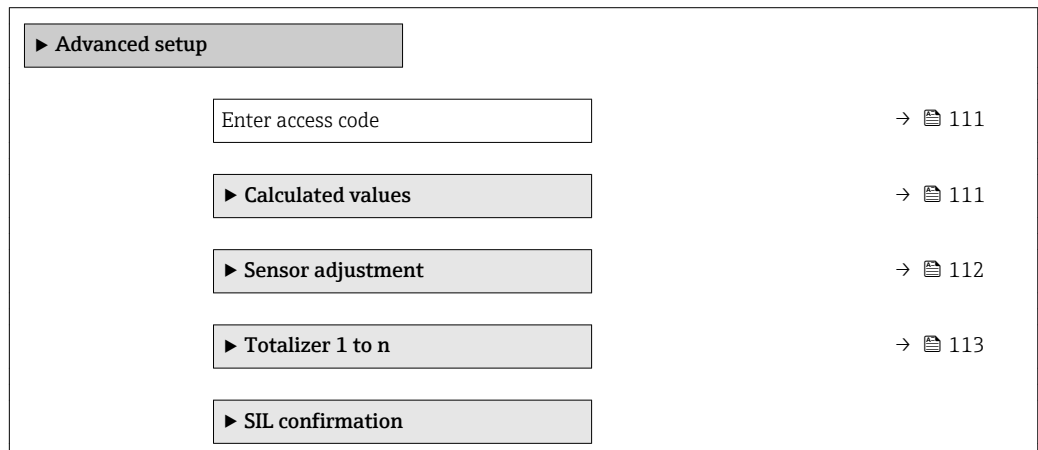 ▶ Advanced setup
Enter access code → 🖹 111
▶ Calculated values → 🖹 111
▶ Sensor adjustment → 🖹 112
▶ Totalizer 1 to n → 🖹 113
▶ SIL confirmation